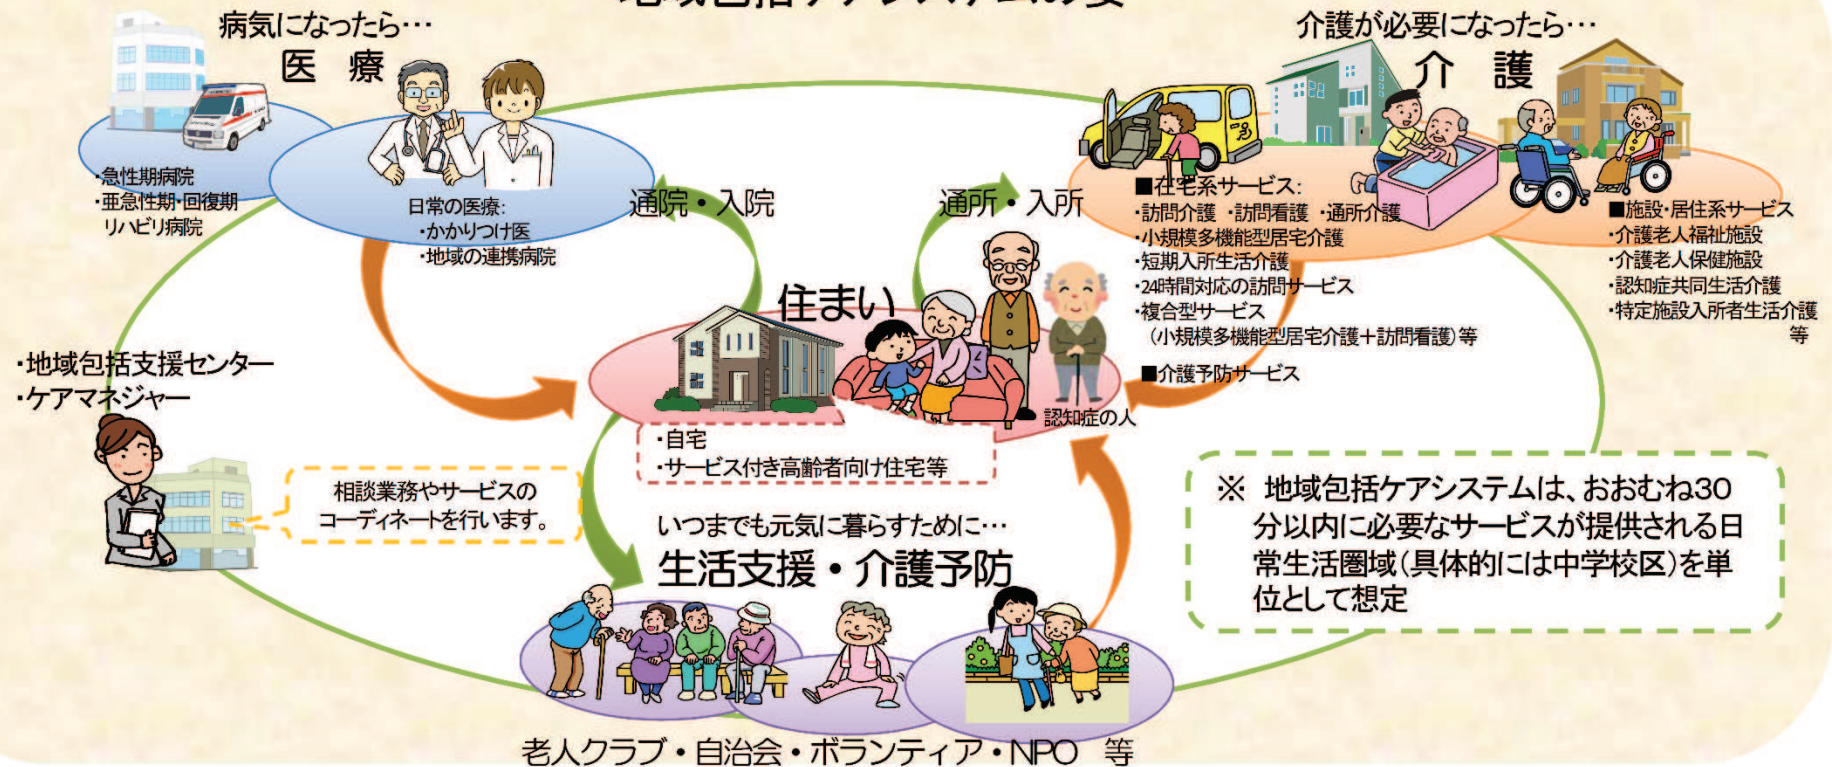 地域包括ケアシステムの姿
病気になったら…
医 療
・急性期病院
・亜急性期・回復期
リハビリ病院
日常の医療:
・かかりつけ医
・地域の連携病院
通院・入院
通所・入所
介護が必要になったら…
介 護
■在宅系サービス:
・訪問介護 ・訪問看護 ・通所介護
・小規模多機能型居宅介護
・短期入所生活介護
・24時間対応の訪問サービス
・複合型サービス
(小規模多機能型居宅介護+訪問看護)等
■介護予防サービス
■施設・居住系サービス
・介護老人福祉施設
・介護老人保健施設
・認知症共同生活介護
・特定施設入所者生活介護
等
住まい
認知症の人
・自宅
・サービス付き高齢者向け住宅等
・地域包括支援センター
・ケアマネジャー
相談業務やサービスの
コーディネートを行います。
いつまでも元気に暮らすために…
生活支援・介護予防
老人クラブ・自治会・ボランティア・NPO 等
※ 地域包括ケアシステムは、おおむね30
分以内に必要なサービスが提供される日
常生活圏域(具体的には中学校区)を単
位として想定